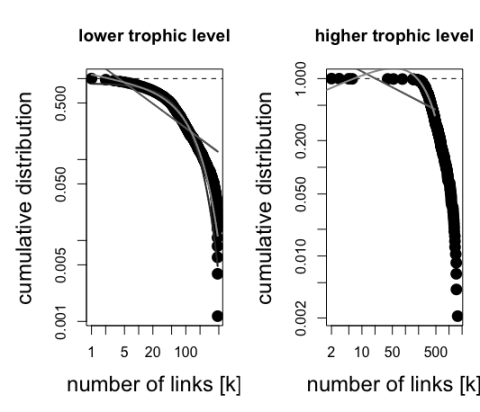 lower trophic level
higher trophic level
cumulative distribution
0.001 0.005 0.050 0.500
1 5 20 100
number of links [k]
cumulative distribution
0.002 0.010 0.050 0.200 1.000
2 10 50 500
number of links [k]